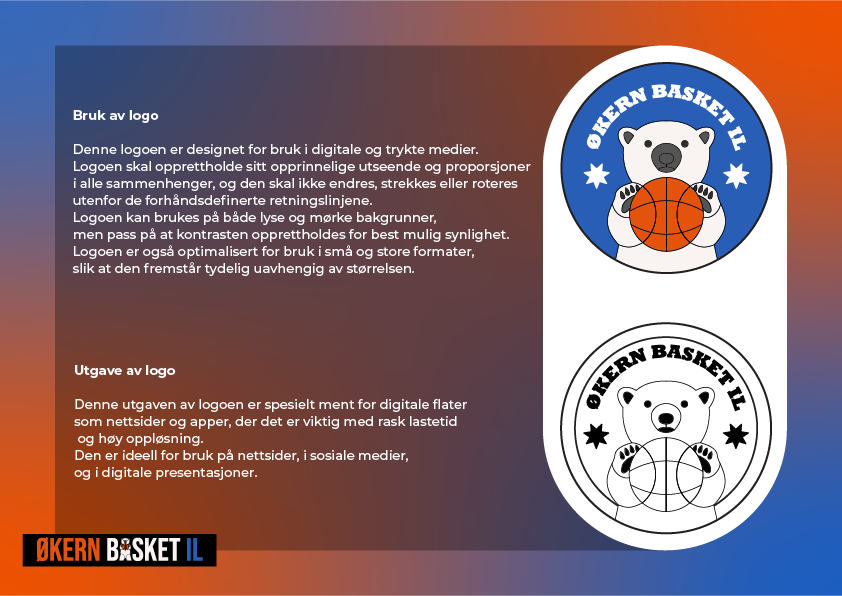 Bruk av logo
Denne logoen er designet for bruk i digitale og trykte medier.
Logoen skal opprettholde sitt opprinnelige utseende og proporsjoner
i alle sammenhenger, og den skal ikke endres, strekkes eller roteres
utenfor de forhåndsdefinerte retningslinjene.
Logoen kan brukes på både lyse og mørke bakgrunner,
men pass på at kontrasten opprettholdes for best mulig synlighet.
Logoen er også optimalisert for bruk i små og store formater,
slik at den fremstår tydelig uavhengig av størrelsen.
Utgave av logo
Denne utgaven av logoen er spesielt ment for digitale flater
som nettsider og apper, der det er viktig med rask lastetid
og høy oppløsning.
Den er ideell for bruk på nettsider, i sosiale medier,
og i digitale presentasjoner.
ØKERN BASKET IL
ØKERN BASKET IL
ØKERN BASKET IL